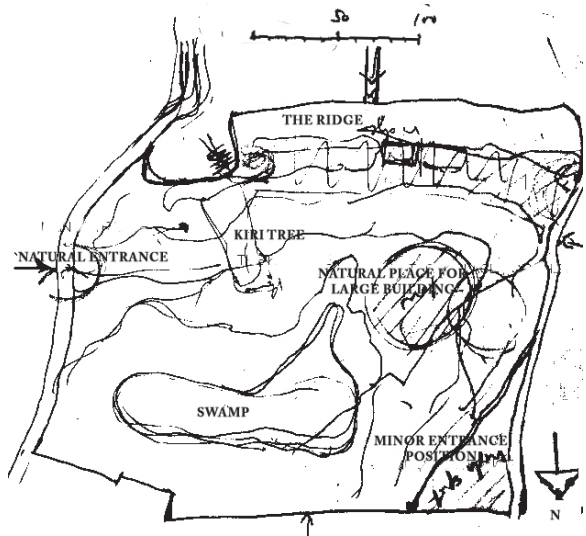 50 100
THE RIDGE
KIRI TREE
NATURAL ENTRANCE
NATURAL PLACE FOR
LARGE BUILDING
SWAMP
MINOR ENTRANCE
POSITION
N